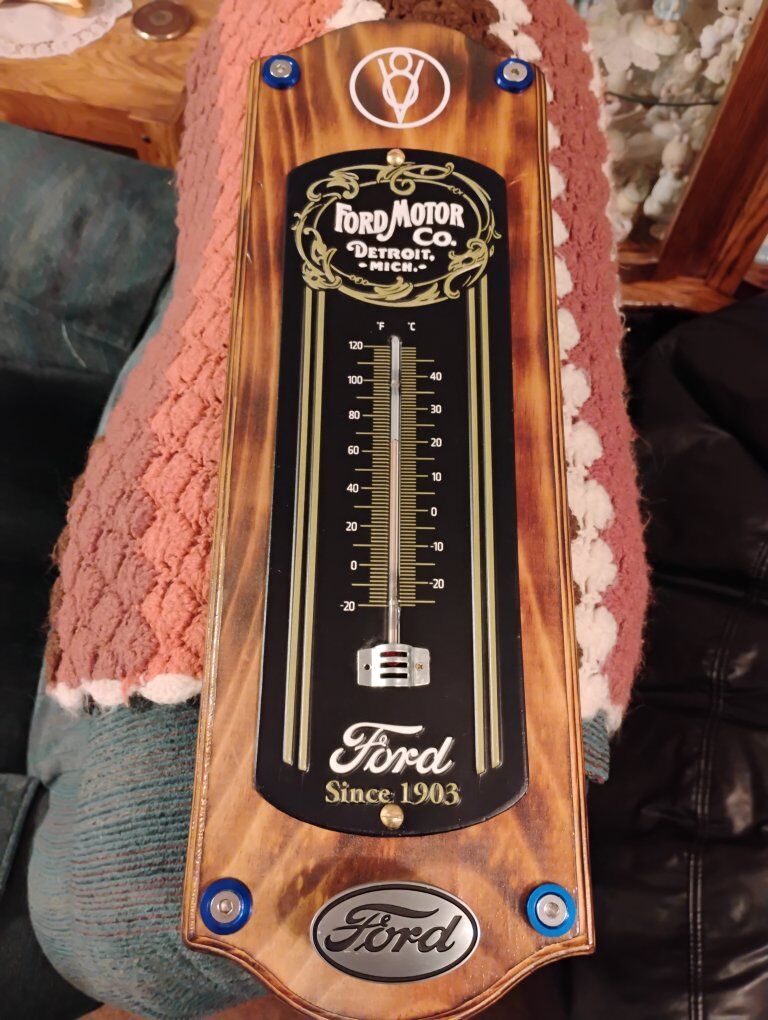 V8
FORD MOTOR
CO.
DETROIT,
-MICH.-
°F °C
120
100 40
80 30
20
60
10
40
0
20
-10
0
-20
-20
Ford
Since 1903
Ford